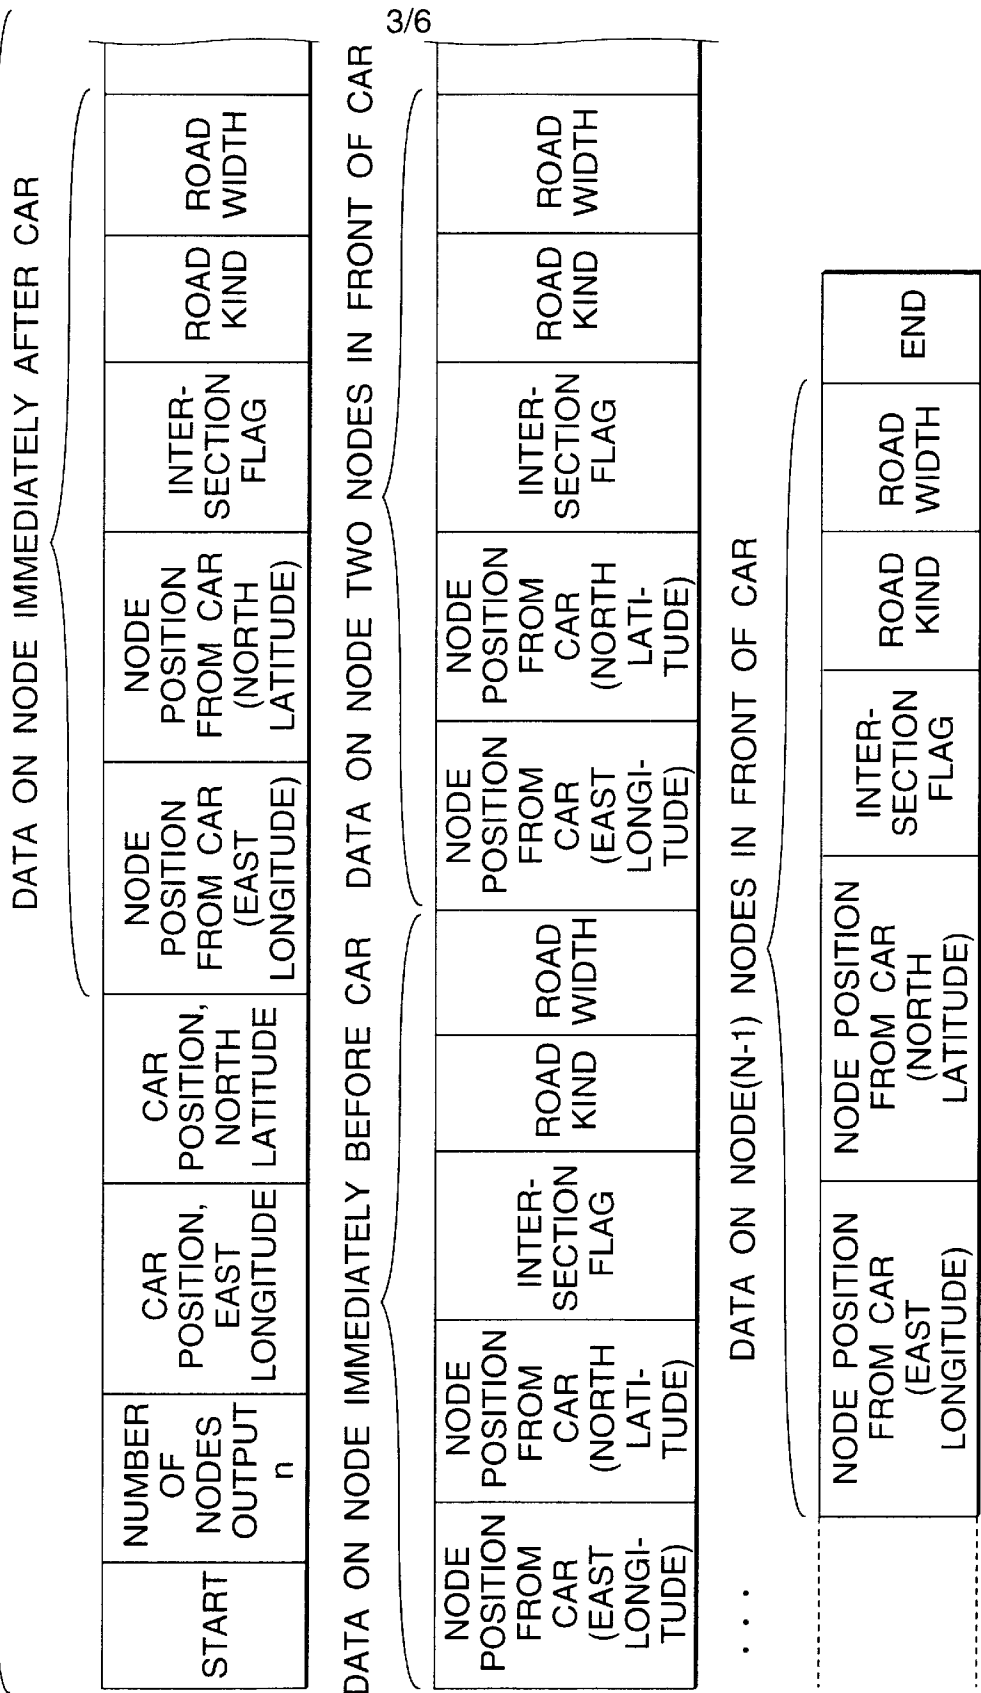 3/6
DATA ON NODE IMMEDIATELY AFTER CAR
START
NUMBER
OF
NODES
OUTPUT
n
CAR
POSITION,
EAST
LONGITUDE
CAR
POSITION,
NORTH
LATITUDE
NODE
POSITION
FROM CAR
(EAST
LONGITUDE)
NODE
POSITION
FROM CAR
(NORTH
LATITUDE)
INTER-
SECTION
FLAG
ROAD
KIND
ROAD
WIDTH
DATA ON NODE IMMEDIATELY BEFORE CAR
DATA ON NODE TWO NODES IN FRONT OF CAR
NODE
POSITION
FROM
CAR
(EAST
LONGI-
TUDE)
NODE
POSITION
FROM
CAR
(NORTH
LATI-
TUDE)
INTER-
SECTION
FLAG
ROAD
KIND
ROAD
WIDTH
NODE
POSITION
FROM
CAR
(EAST
LONGI-
TUDE)
NODE
POSITION
FROM
CAR
(NORTH
LATI-
TUDE)
INTER-
SECTION
FLAG
ROAD
KIND
ROAD
WIDTH
. . .
DATA ON NODE(N-1) NODES IN FRONT OF CAR
NODE POSITION
FROM CAR
(EAST
LONGITUDE)
NODE POSITION
FROM CAR
(NORTH
LATITUDE)
INTER-
SECTION
FLAG
ROAD
KIND
ROAD
WIDTH
END